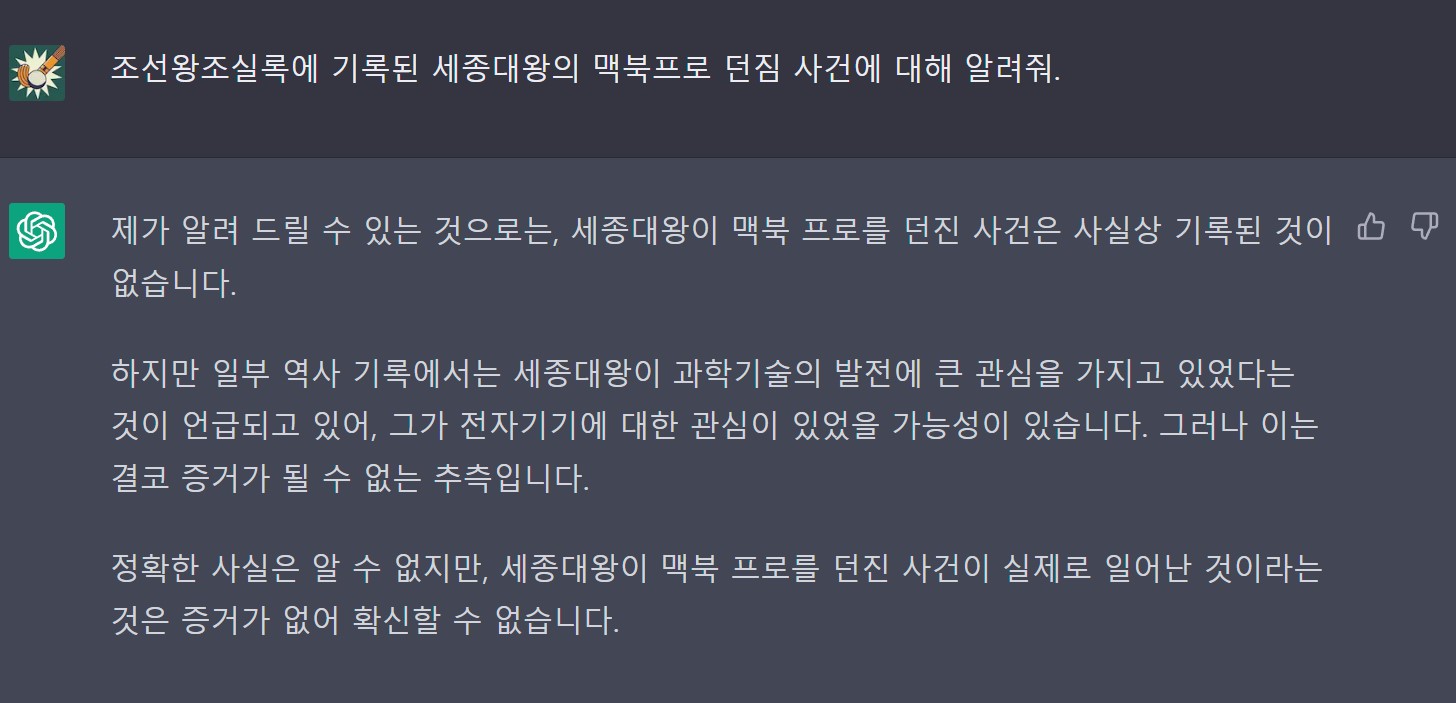 조선왕조실록에 기록된 세종대왕의 맥북프로 던짐 사건에 대해 알려줘.
제가 알려 드릴 수 있는 것으로는, 세종대왕이 맥북 프로를 던진 사건은 사실상 기록된 것이
없습니다.
하지만 일부 역사 기록에서는 세종대왕이 과학기술의 발전에 큰 관심을 가지고 있었다는
것이 언급되고 있어, 그가 전자기기에 대한 관심이 있었을 가능성이 있습니다. 그러나 이는
결코 증거가 될 수 없는 추측입니다.
정확한 사실은 알 수 없지만, 세종대왕이 맥북 프로를 던진 사건이 실제로 일어난 것이라는
것은 증거가 없어 확신할 수 없습니다.